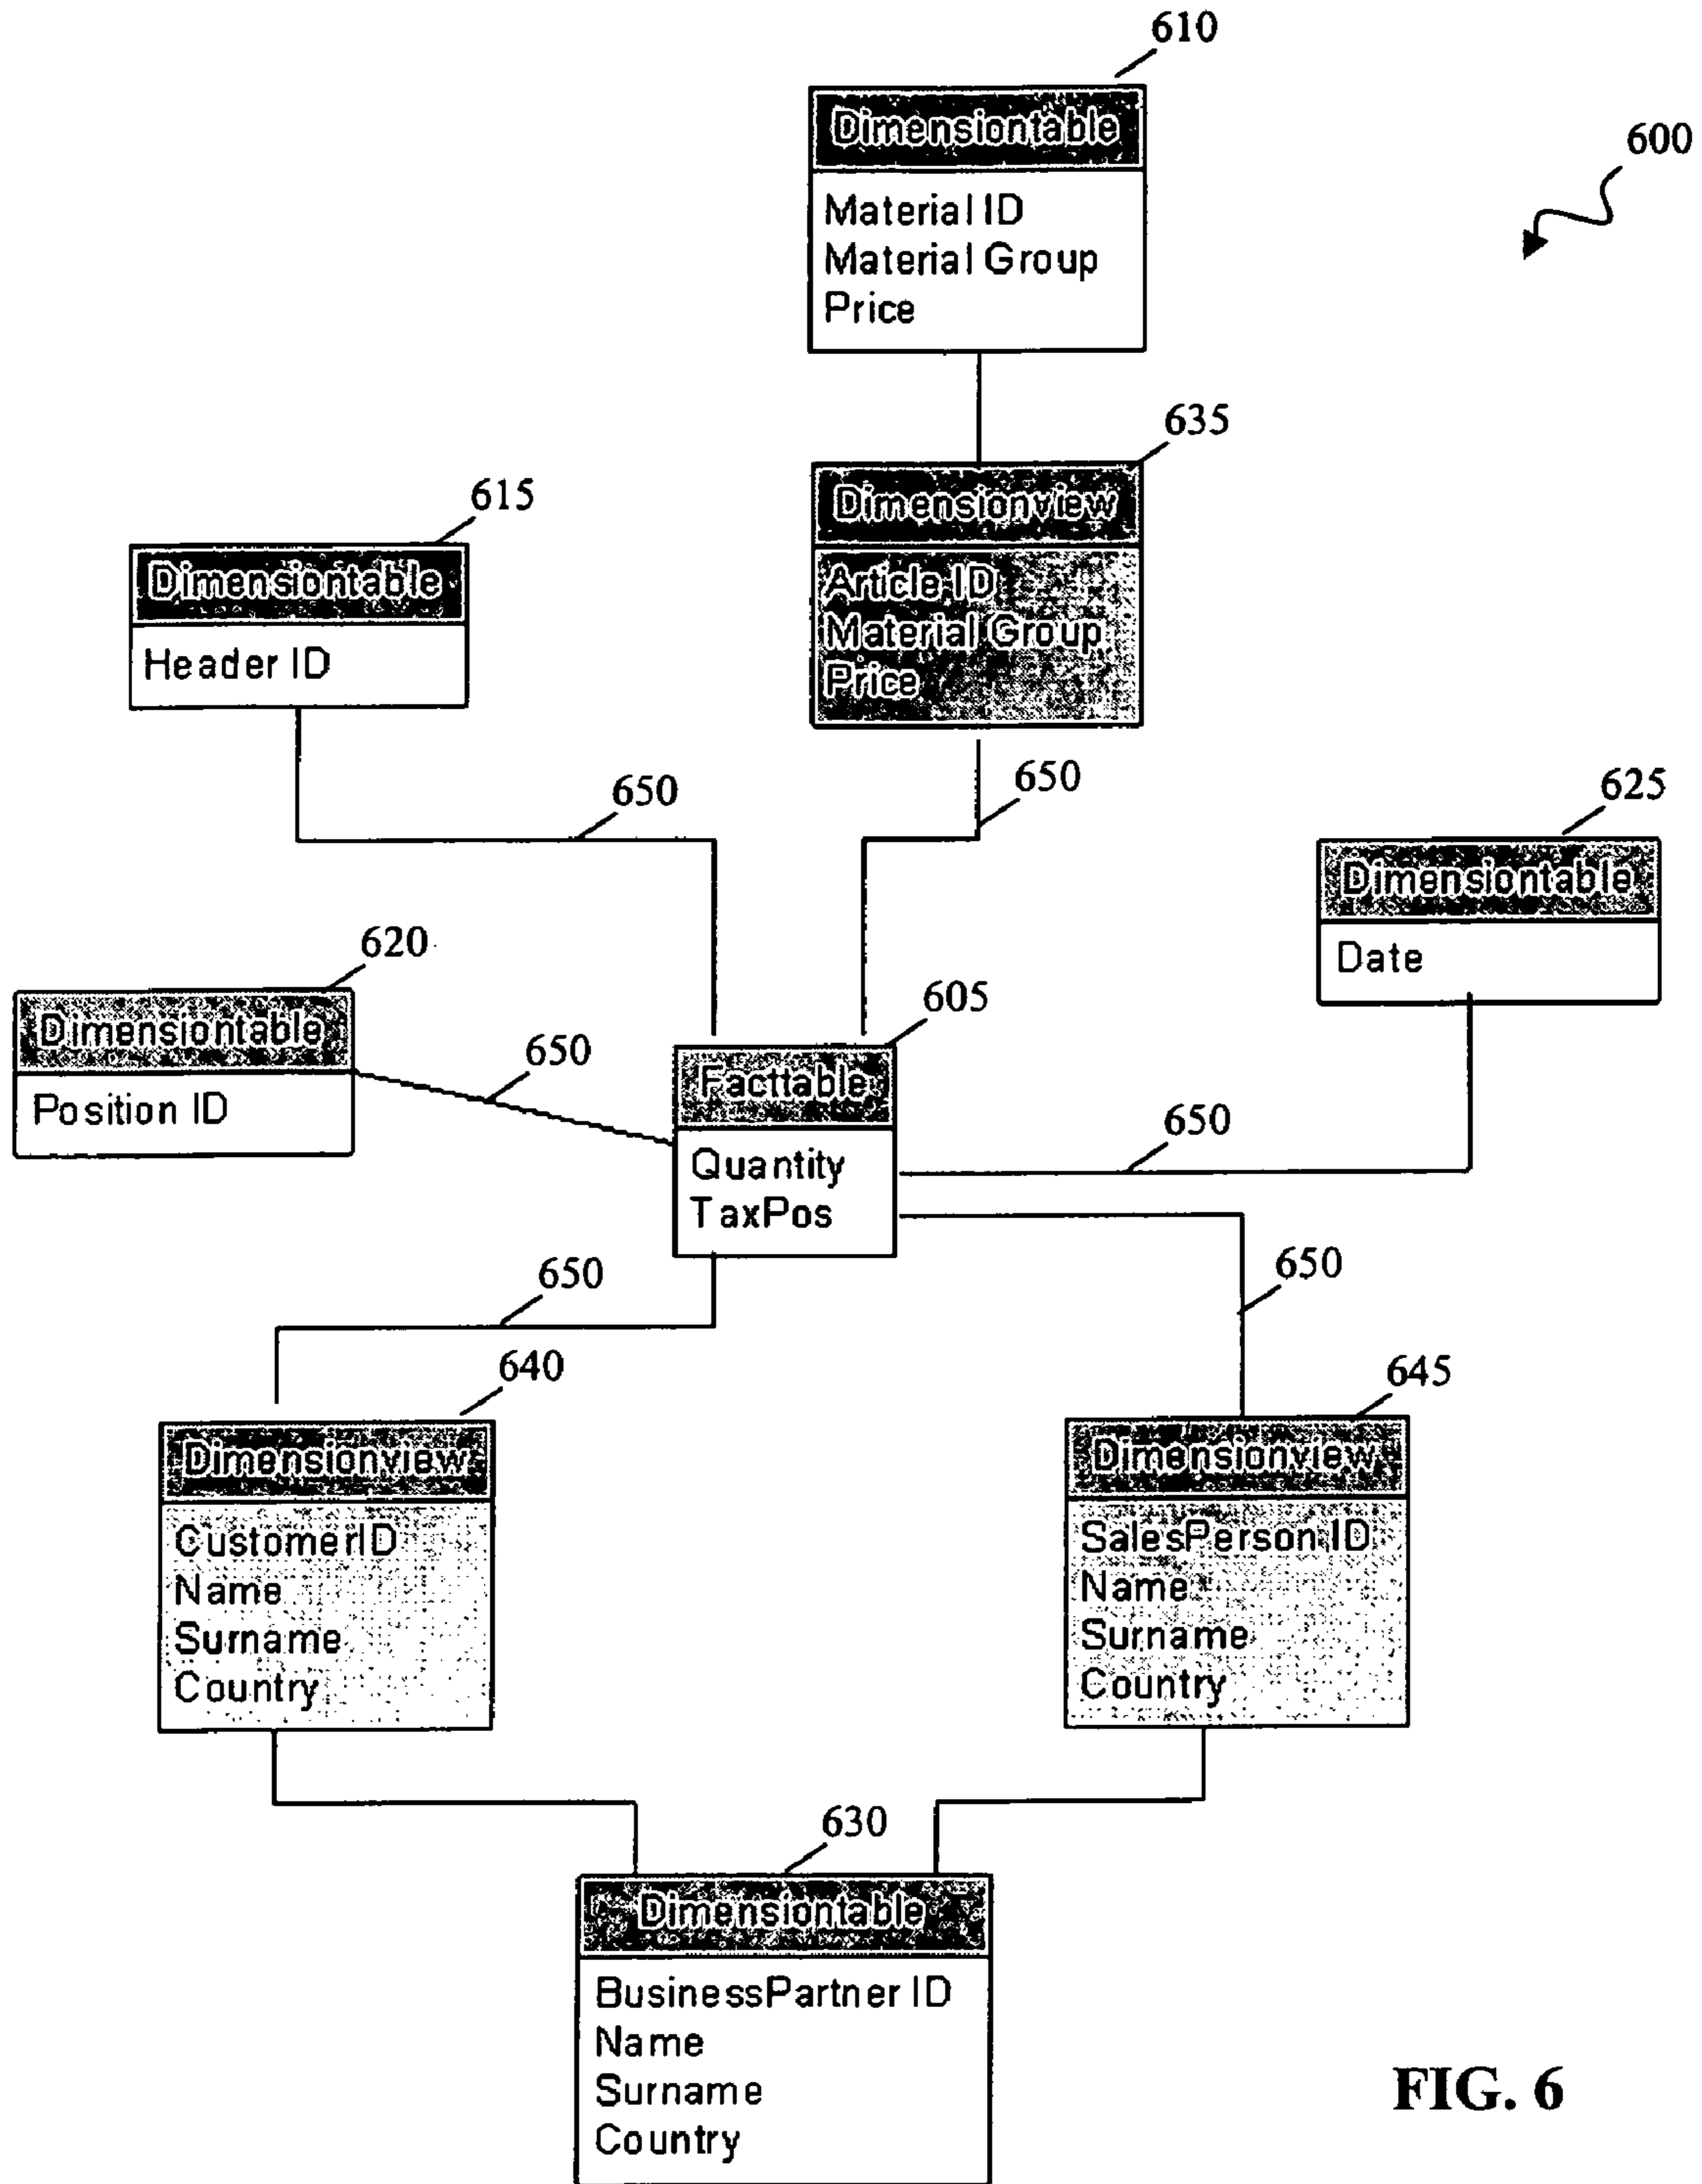 610
Dimensiontable
Material ID
Material Group
Price
600
635
Dimensionview
Article ID
Material Group
Price
615
Dimensiontable
Header ID
650
650
625
Dimensiontable
Date
620
Dimensiontable
Position ID
650
605
Facttable
Quantity
TaxPos
650
650
650
640
Dimensionview
CustomerID
Name
Surname
Country
645
Dimensionview
SalesPerson ID
Name
Surname
Country
630
Dimensiontable
BusinessPartner ID
Name
Surname
Country
FIG. 6